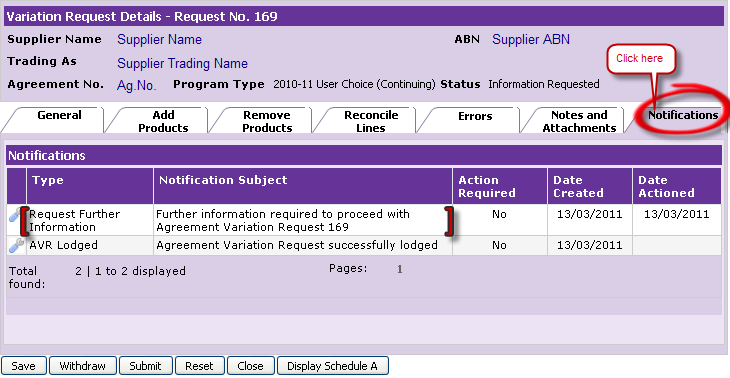 Variation Request Details - Request No. 169
Supplier Name Supplier Name ABN Supplier ABN
Trading As Supplier Trading Name
Click here
Agreement No. Ag.No. Program Type 2010-11 User Choice (Continuing) Status Information Requested
General Add Products Remove Products Reconcile Lines Errors Notes and Attachments Notifications
Notifications
Type Notification Subject Action Required Date Created Date Actioned
Request Further Information Further information required to proceed with Agreement Variation Request 169 No 13/03/2011 13/03/2011
AVR Lodged Agreement Variation Request successfully lodged No 13/03/2011
Total found: 2 | 1 to 2 displayed Pages: 1
Save Withdraw Submit Reset Close Display Schedule A